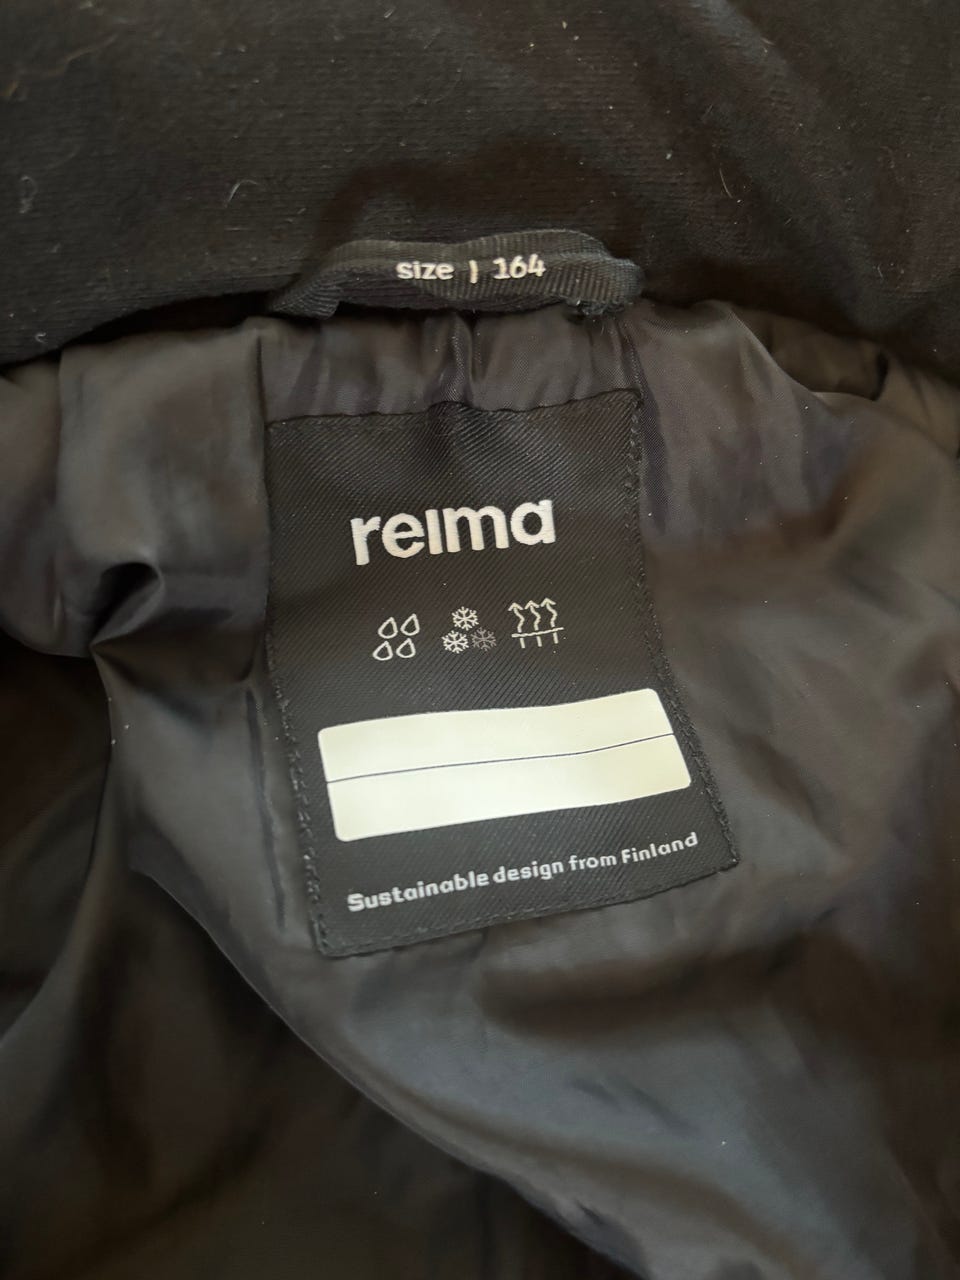 size | 164
reima
Sustainable design from Finland